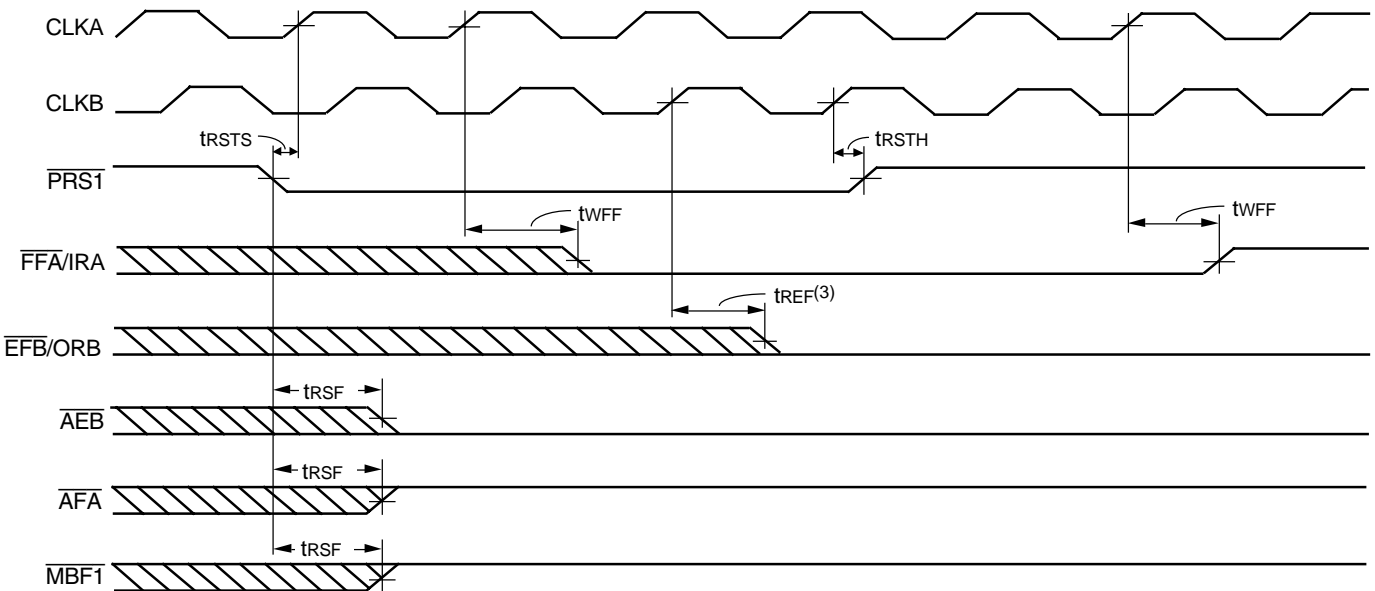 CLKA
CLKB
tRSTS
tRSTH
PRS1
tWFF
tWFF
FFA/IRA
tREF(3)
EFB/ORB
tRSF
AEB
tRSF
AFA
tRSF
MBF1